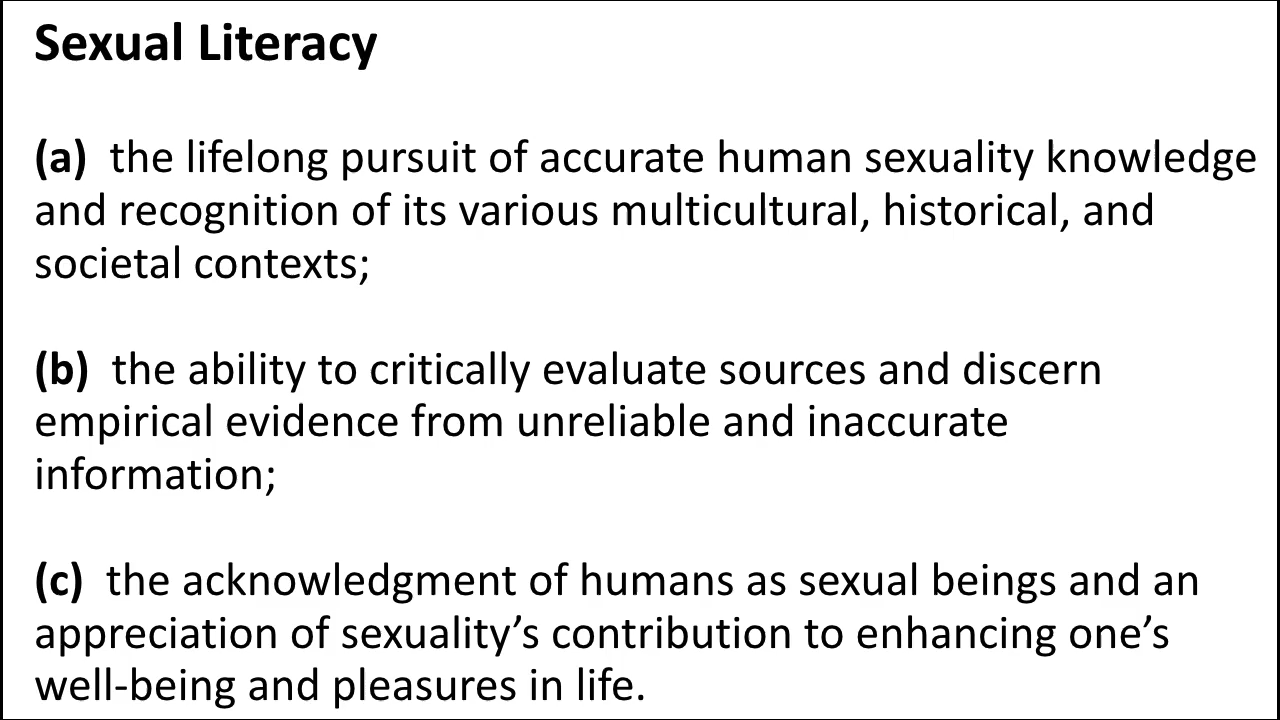 Sexual Literacy
(a) the lifelong pursuit of accurate human sexuality knowledge
and recognition of its various multicultural, historical, and
societal contexts;
(b) the ability to critically evaluate sources and discern
empirical evidence from unreliable and inaccurate
information;
(c) the acknowledgment of humans as sexual beings and an
appreciation of sexuality’s contribution to enhancing one’s
well-being and pleasures in life.